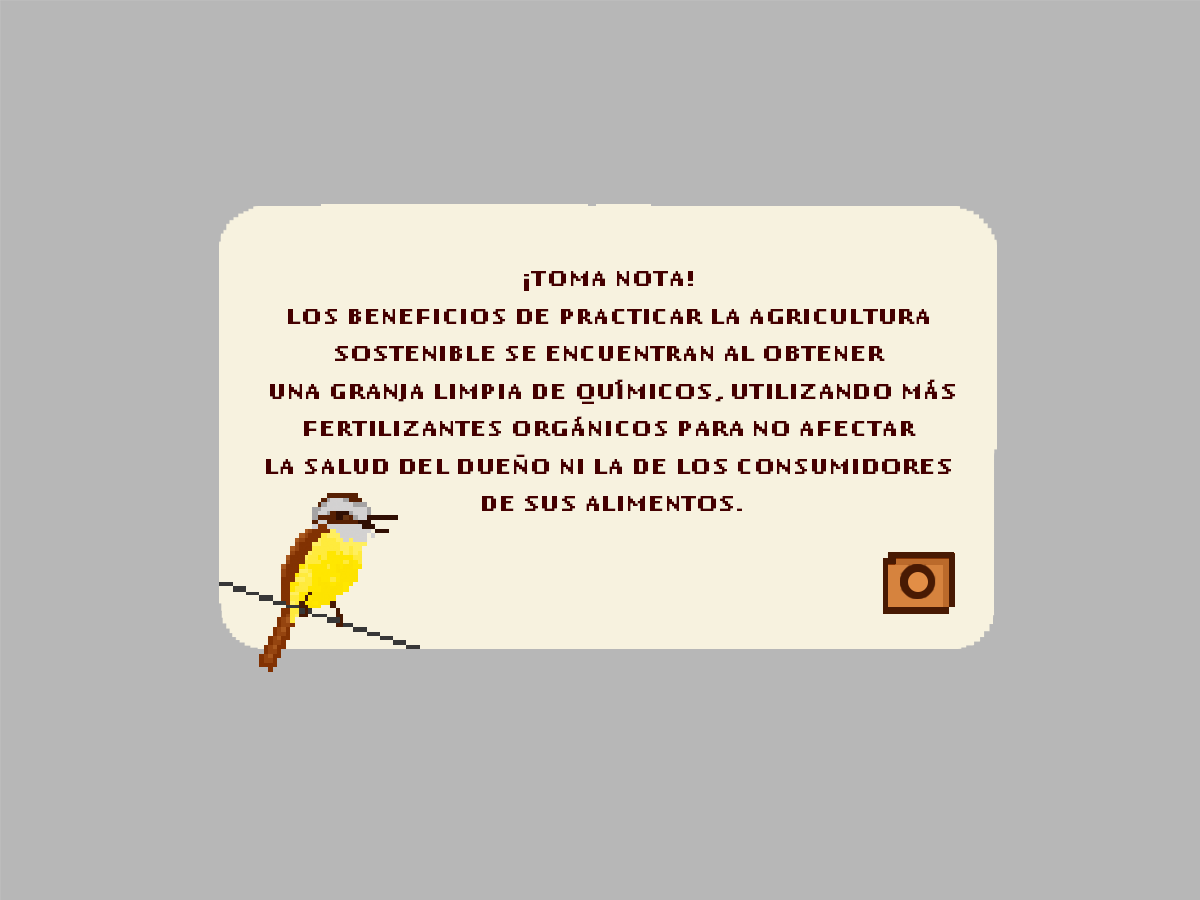 ¡TOMA NOTA!
LOS BENEFICIOS DE PRACTICAR LA AGRICULTURA
SOSTENIBLE SE ENCUENTRAN AL OBTENER
UNA GRANJA LIMPIA DE QUÍMICOS, UTILIZANDO MÁS
FERTILIZANTES ORGÁNICOS PARA NO AFECTAR
LA SALUD DEL DUEÑO NI LA DE LOS CONSUMIDORES
DE SUS ALIMENTOS.